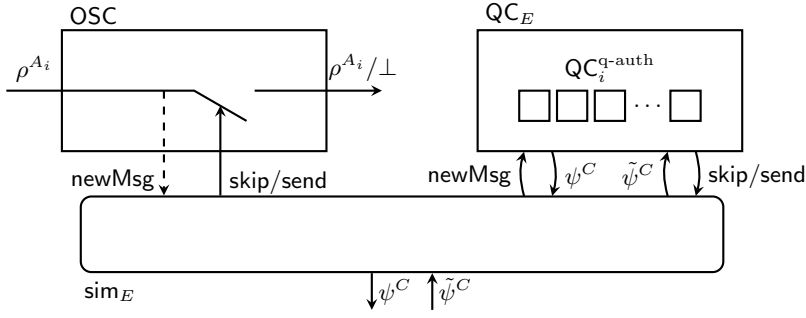 OSC
QC_E
ρ^{A_i}
ρ^{A_i}/⊥
QC_i^{q-auth}
···
newMsg
skip/send
newMsg
ψ^C
ψ̃^C
skip/send
sim_E
ψ^C
ψ̃^C